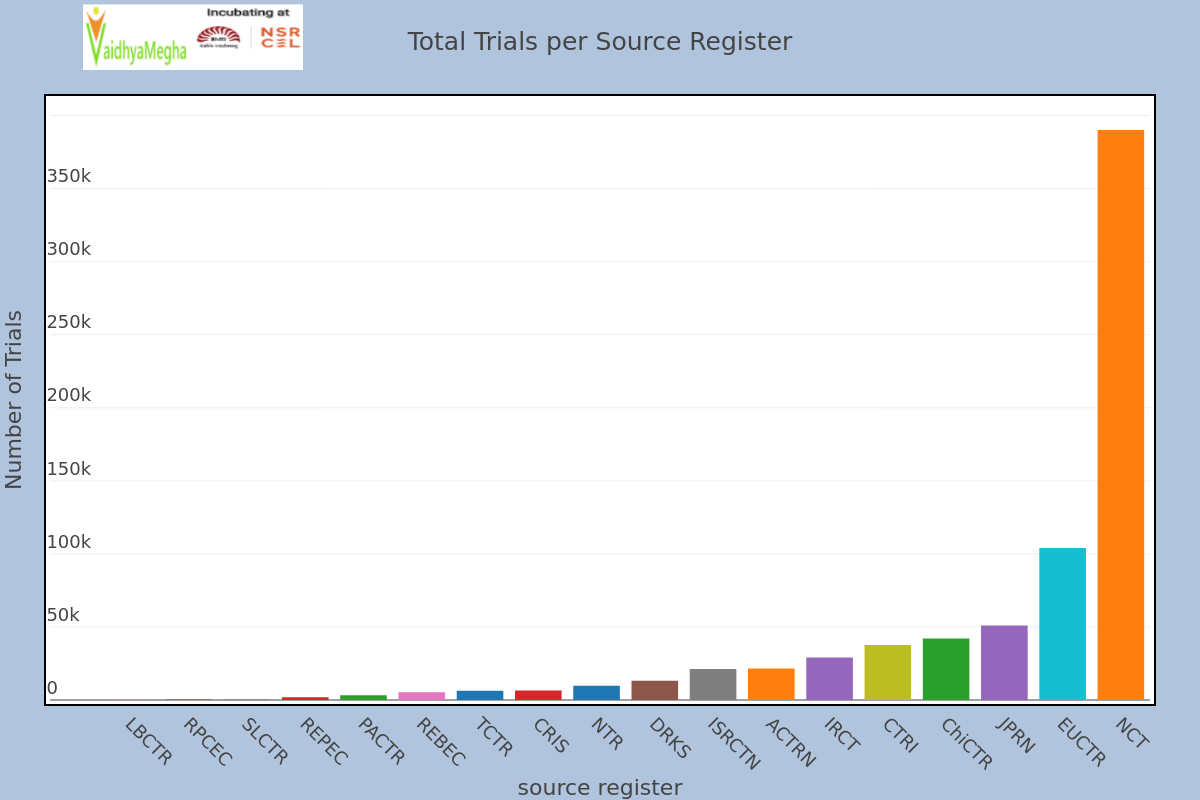 Incubating at
VaidhyaMegha
NSR
CEL
Total Trials per Source Register
Number of Trials
350k
300k
250k
200k
150k
100k
50k
0
LBCTR
RPCEC
SLCTR
REPEC
PACTR
REBEC
TCTR
CRIS
NTR
DRKS
ISRCTN
ACTRN
IRCT
CTRI
ChiCTR
JPRN
EUCTR
NCT
source register